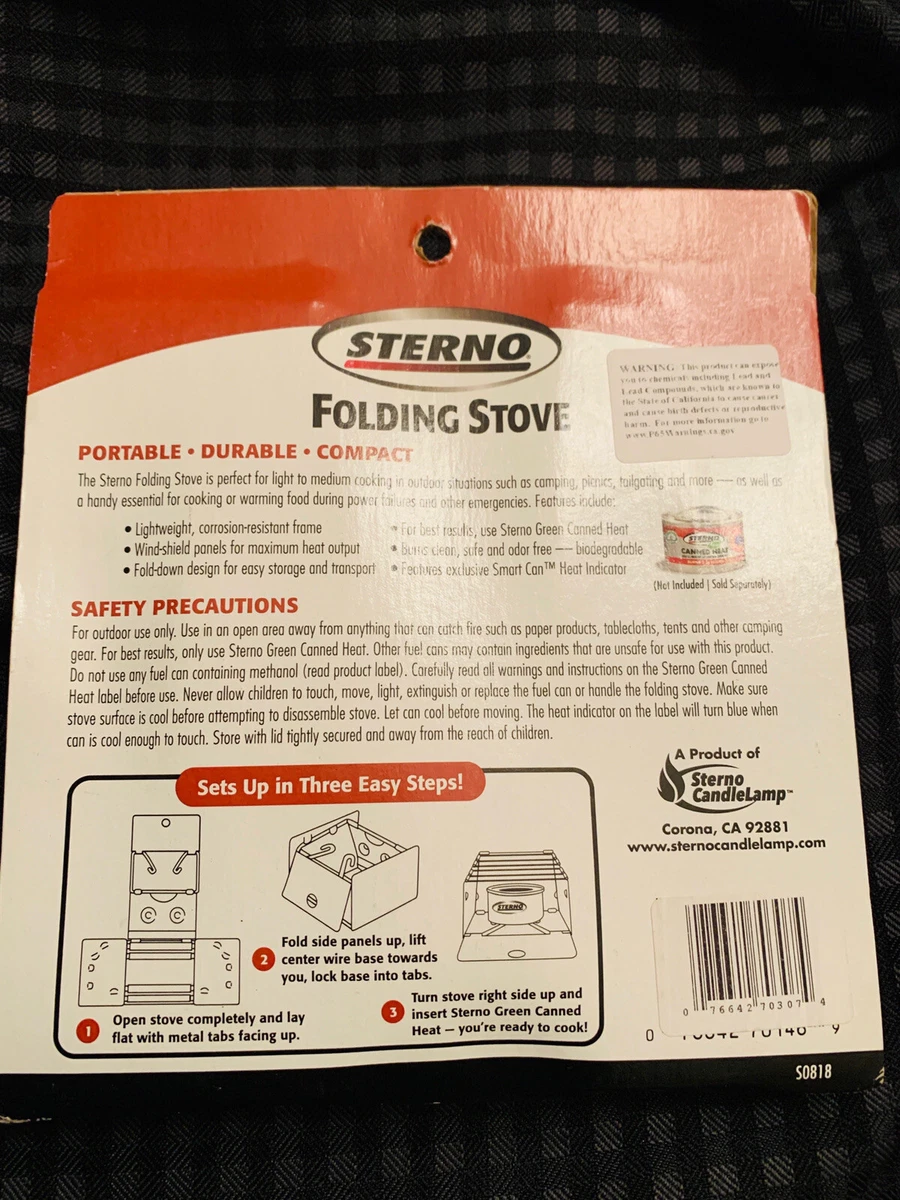 STERNO
FOLDING STOVE
WARNING: This product can expose
you to chemicals including Lead and
Lead Compounds, which are known to
the State of California to cause cancer
and cause birth defects or reproductive
harm. For more information go to
www.P65Warnings.ca.gov
PORTABLE • DURABLE • COMPACT
The Sterno Folding Stove is perfect for light to medium cooking in outdoor situations such as camping, picnics, tailgating and more — as well as
a handy essential for cooking or warming food during power failures and other emergencies. Features include:
• Lightweight, corrosion-resistant frame
• Wind-shield panels for maximum heat output
• Fold-down design for easy storage and transport
• For best results, use Sterno Green Canned Heat
• Burns clean, safe and odor free — biodegradable
• Features exclusive Smart Can™ Heat Indicator
STERNO
CANNED HEAT
(Not Included | Sold Separately)
SAFETY PRECAUTIONS
For outdoor use only. Use in an open area away from anything that can catch fire such as paper products, tablecloths, tents and other camping
gear. For best results, only use Sterno Green Canned Heat. Other fuel cans may contain ingredients that are unsafe for use with this product.
Do not use any fuel can containing methanol (read product label). Carefully read all warnings and instructions on the Sterno Green Canned
Heat label before use. Never allow children to touch, move, light, extinguish or replace the fuel can or handle the folding stove. Make sure
stove surface is cool before attempting to disassemble stove. Let can cool before moving. The heat indicator on the label will turn blue when
can is cool enough to touch. Store with lid tightly secured and away from the reach of children.
Sets Up in Three Easy Steps!
1 Open stove completely and lay
flat with metal tabs facing up.
2 Fold side panels up, lift
center wire base towards
you, lock base into tabs.
STERNO
3 Turn stove right side up and
insert Sterno Green Canned
Heat — you're ready to cook!
A Product of
Sterno
CandleLamp™
Corona, CA 92881
www.sternocandlelamp.com
0 76642 70307 4
S0818